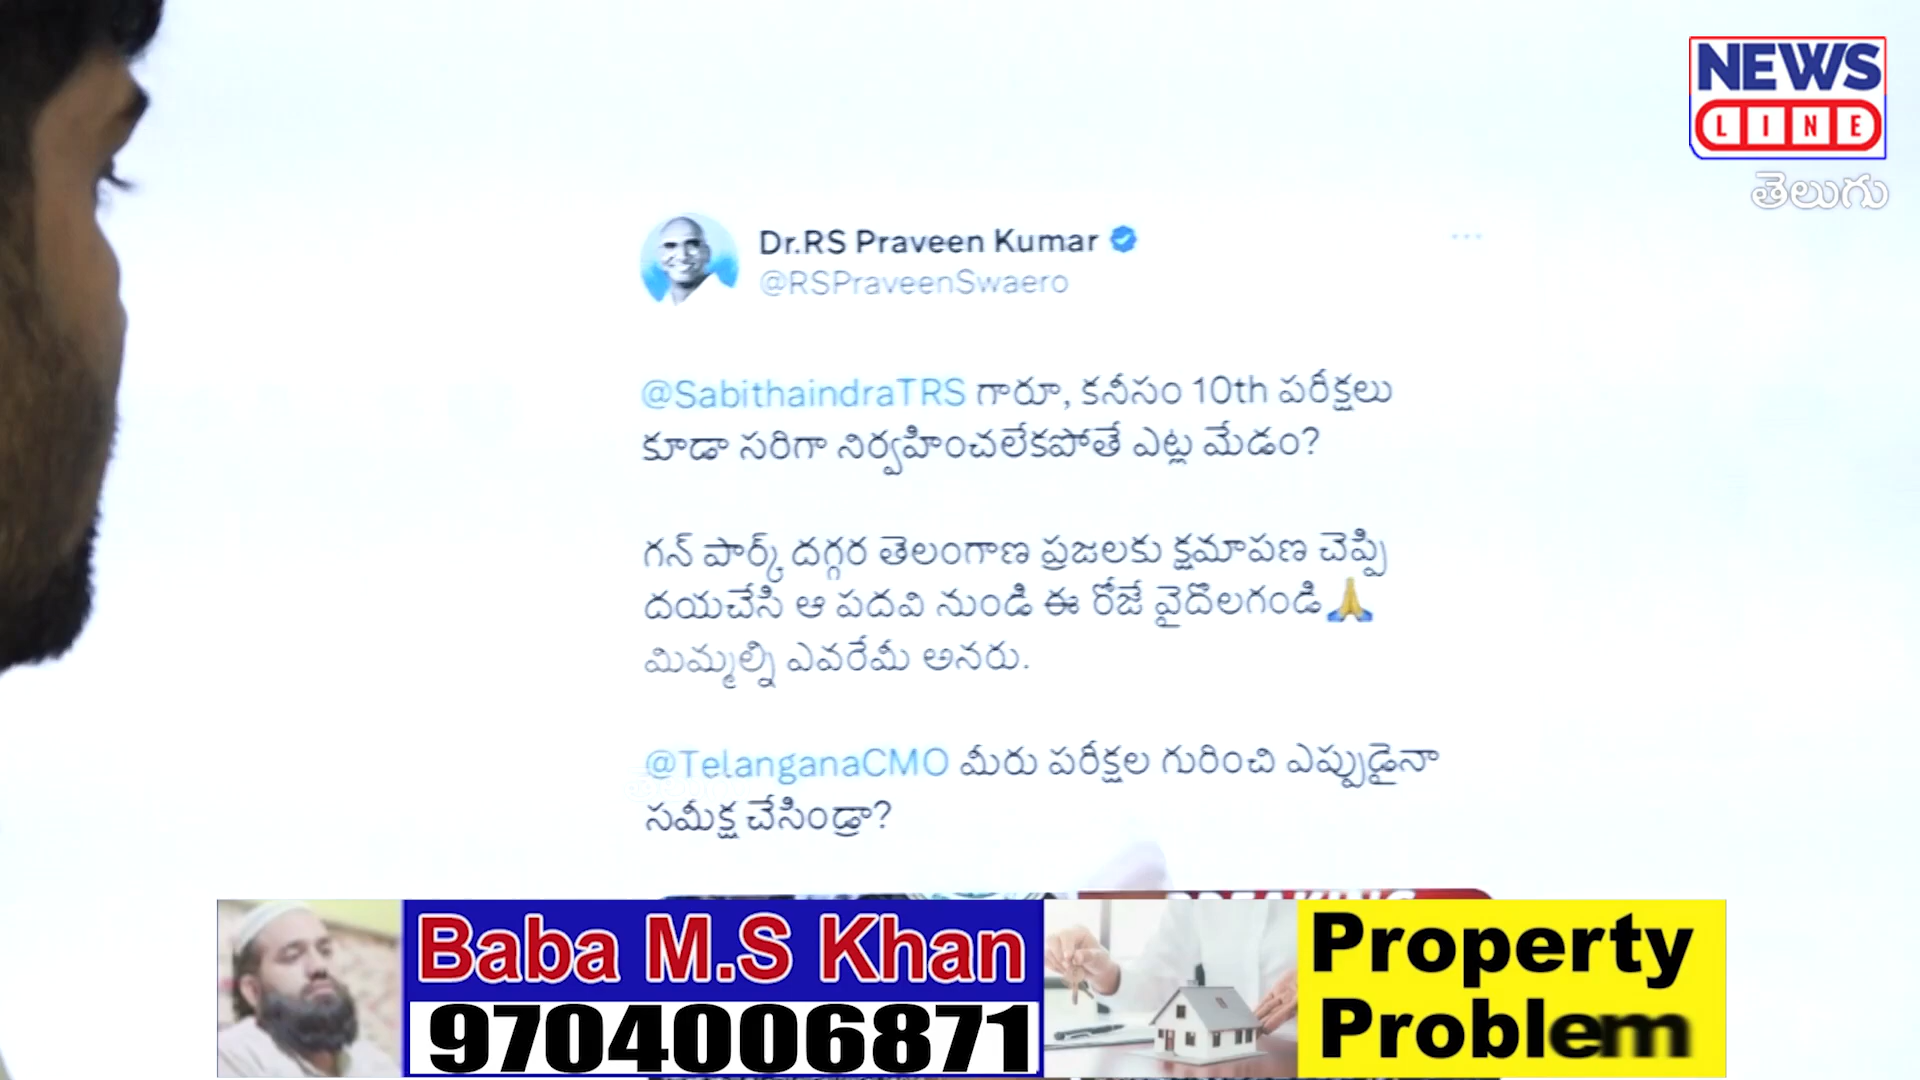 NEWS
LINE
తెలుగు
Dr.RS Praveen Kumar
@RSPraveenSwaero
@SabithaindraTRS గారూ, కనీసం 10th పరీక్షలు
కూడా సరిగా నిర్వహించలేకపోతే ఎట్ల మేడం?
గన్ పార్క్ దగ్గర తెలంగాణ ప్రజలకు క్షమాపణ చెప్పి
దయచేసి ఆ పదవి నుండి ఈ రోజే వైదొలగండి🙏
మిమ్మల్ని ఎవరేమీ అనరు.
@TelanganaCMO మీరు పరీక్షల గురించి ఎప్పుడైనా
సమీక్ష చేసిండ్రా?
Baba M.S Khan
9704006871
Property
Problem